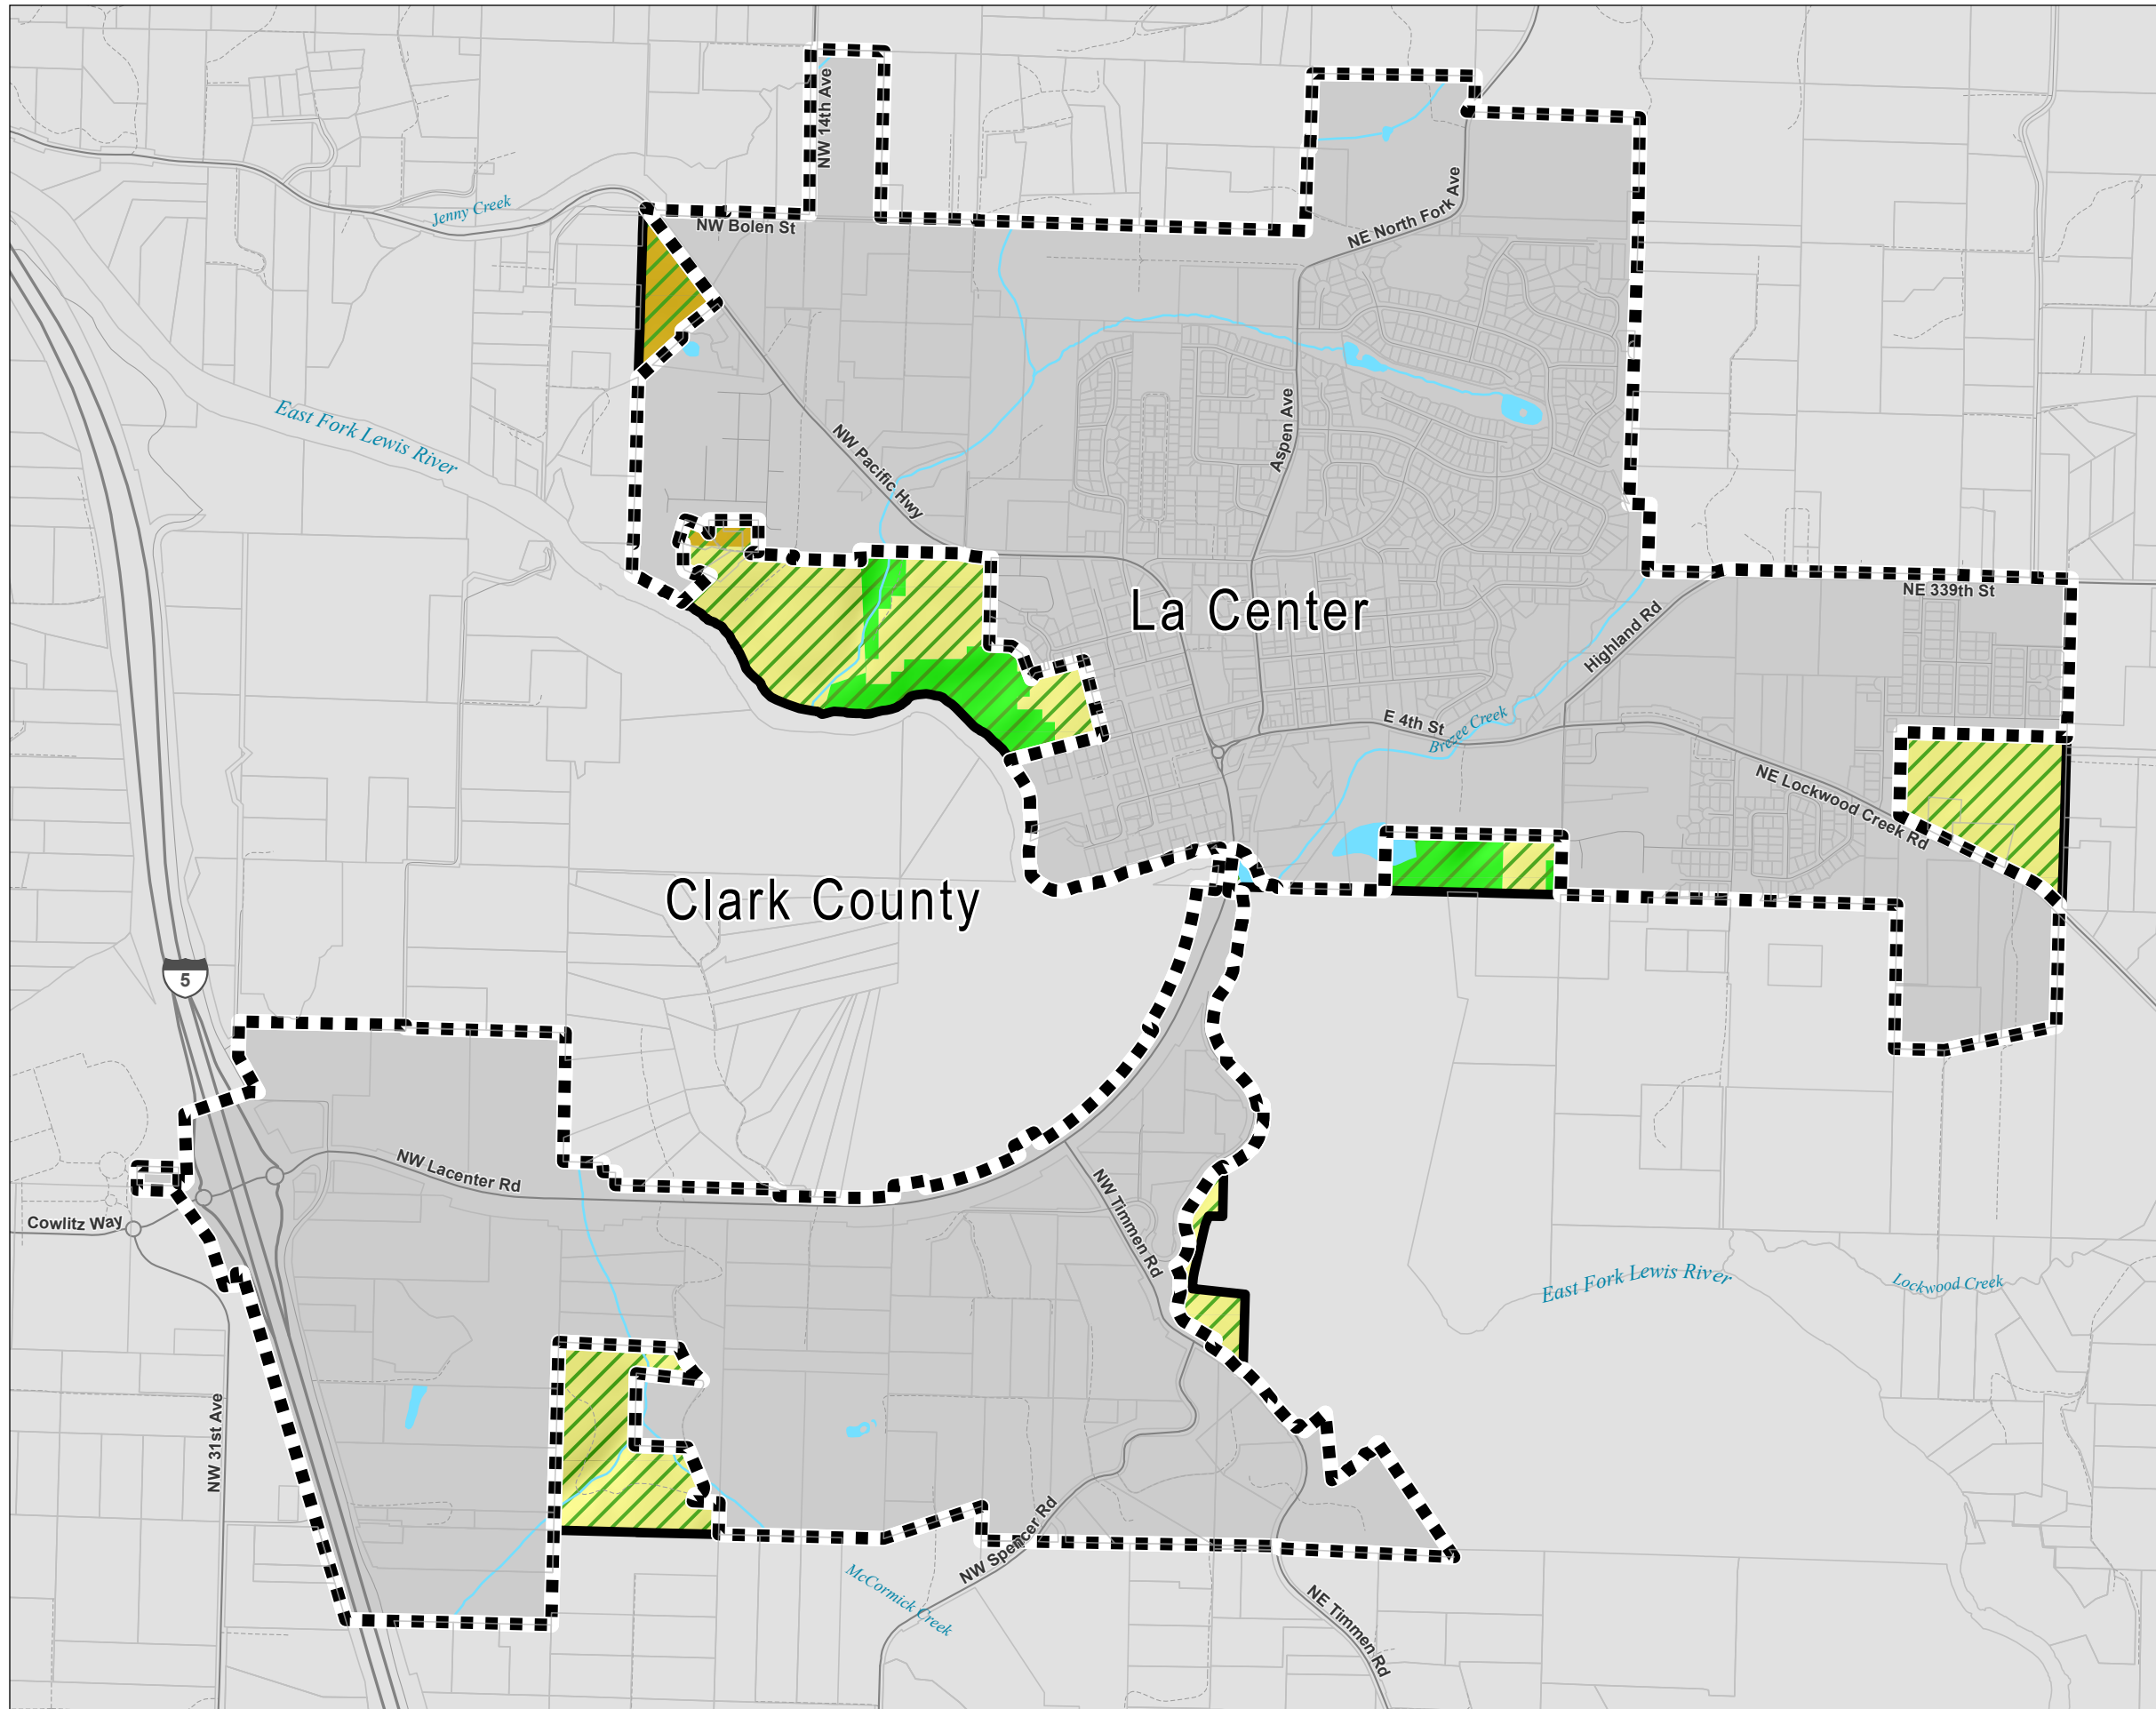 NW 14th Ave
Jenny Creek
NW Bolen St
NE North Fork Ave
East Fork Lewis River
NW Pacific Hwy
Aspen Ave
La Center
NE 339th St
Highland Rd
E 4th St
Brezee Creek
NE Lockwood Creek Rd
Clark County
5
NW Lacenter Rd
Cowlitz Way
NW Timmen Rd
East Fork Lewis River
Lockwood Creek
NW 31st Ave
NW Spencer Rd
McCormick Creek
NE Timmen Rd